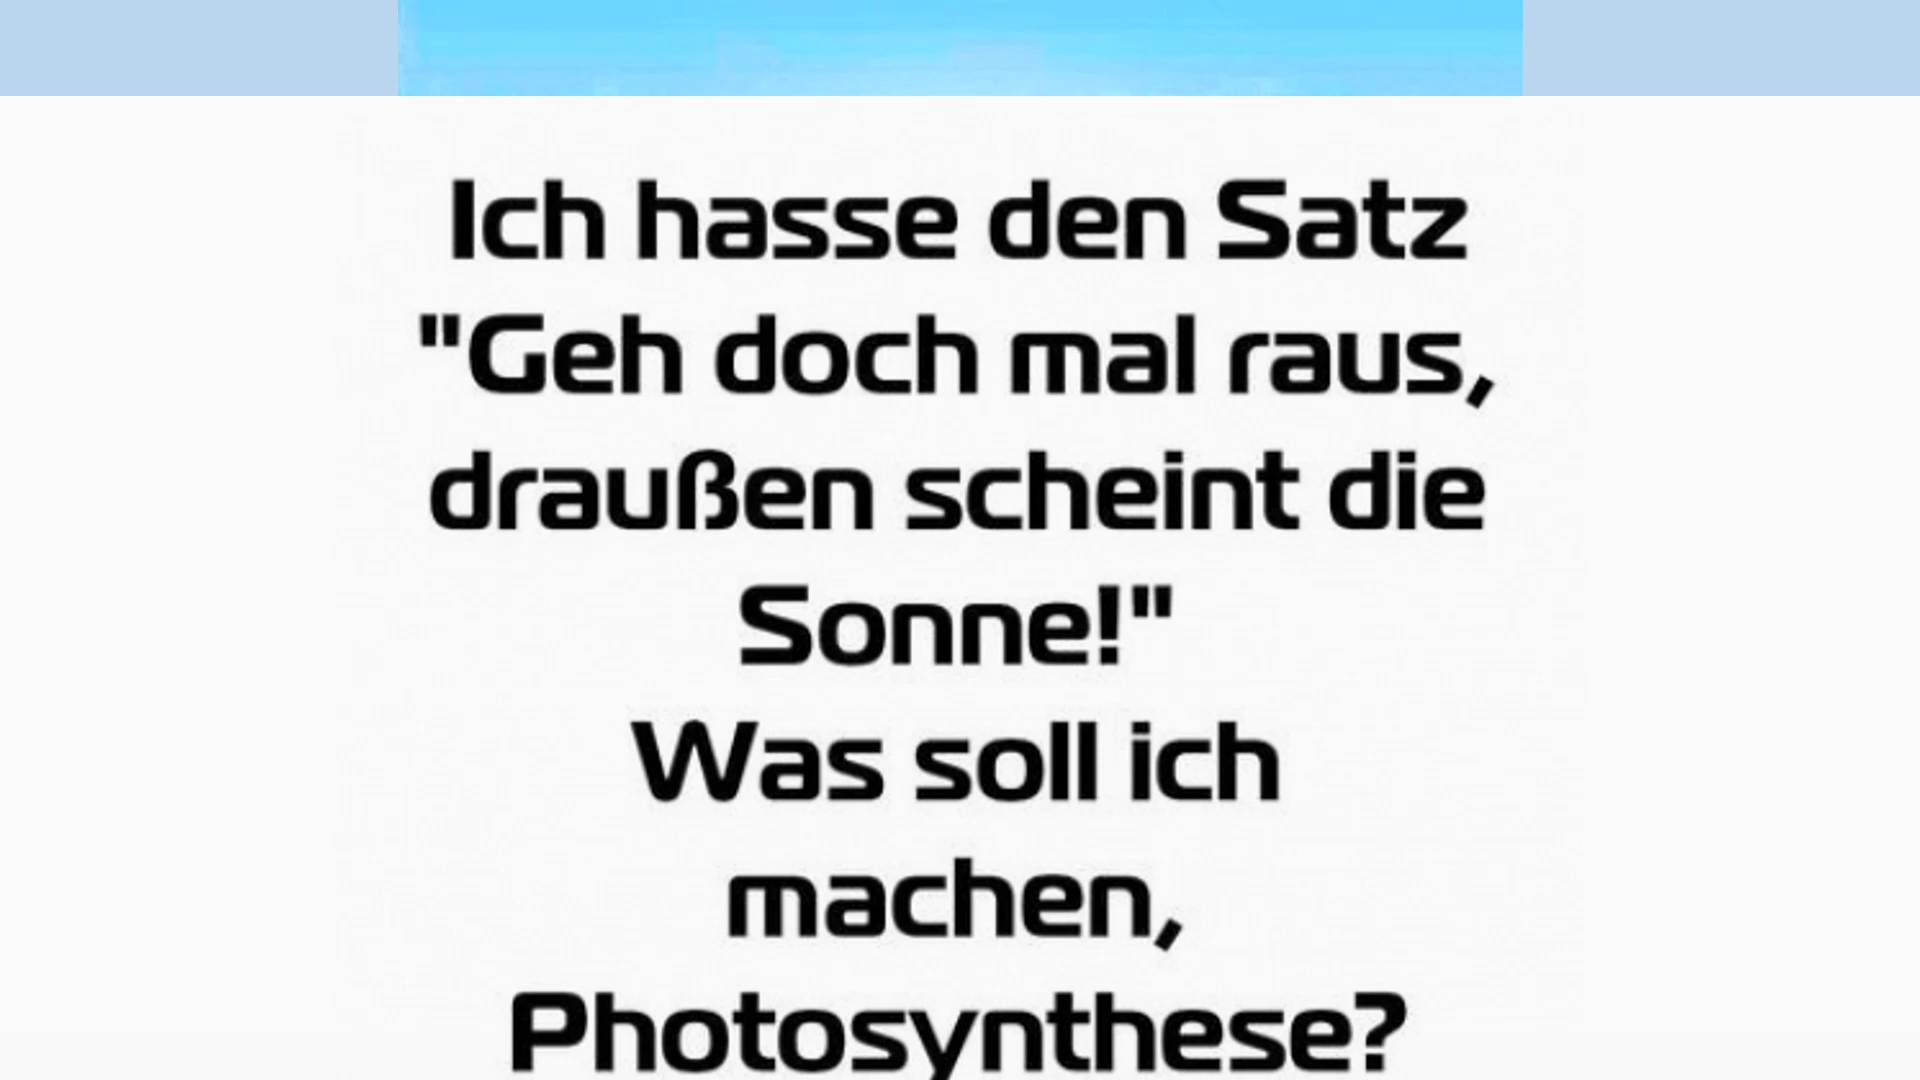 Ich hasse den Satz
"Geh doch mal raus,
draußen scheint die
Sonne!"
Was soll ich
machen,
Photosynthese?